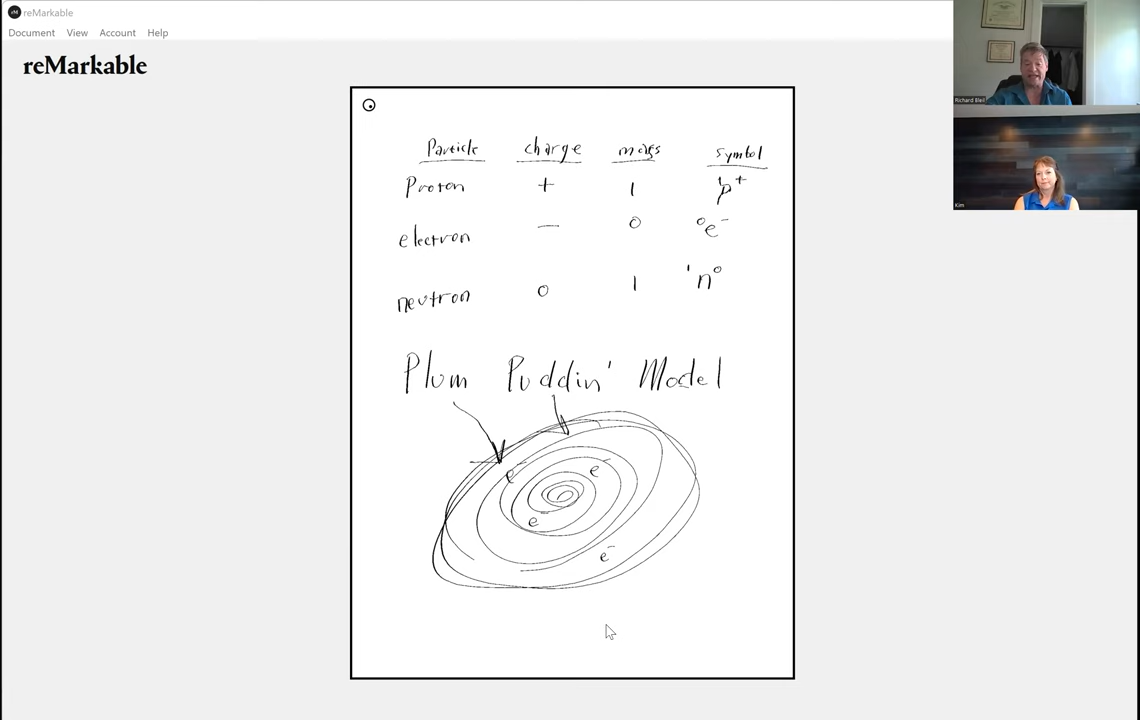 reMarkable
Document View Account Help
reMarkable
Particle charge mass symbol
Proton + 1 ¹p⁺
electron — 0 ⁰e⁻
neutron 0 1 ¹n⁰
Plum Puddin' Model
e⁻ e⁻
e⁻
e⁻
Richard Bleil
Kim